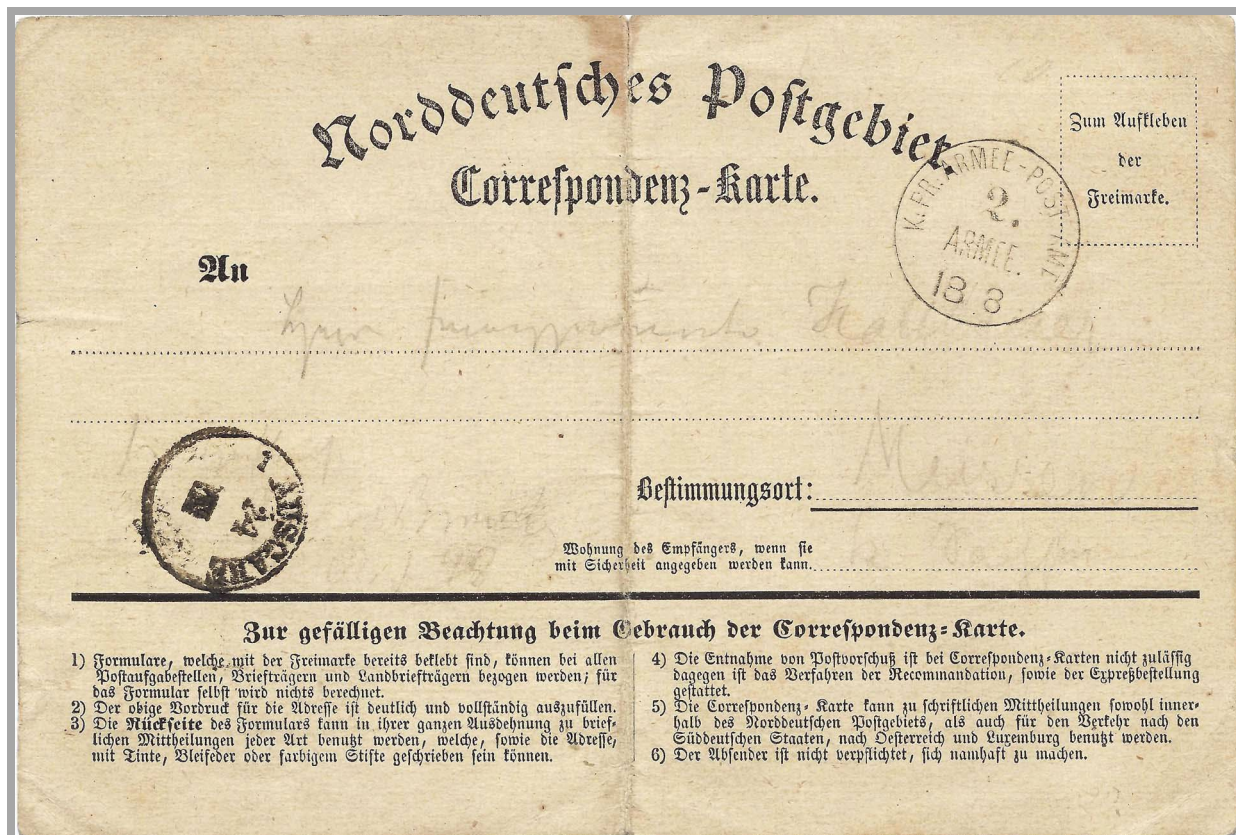 Norddeutsches Postgebiet
Correspondenz-Karte.
Zum Aufkleben
der
Freimarke.
K. PR. ARMEE-POST-AMT
2.
ARMEE.
18/8
An
Bestimmungsort:
AUSGABE
1
Wohnung des Empfängers, wenn sie
mit Sicherheit angegeben werden kann.
Zur gefälligen Beachtung beim Gebrauch der Correspondenz-Karte.
1) Formulare, welche mit der Freimarke bereits beklebt sind, können bei allen
Postaufgabestellen, Briefträgern und Landbriefträgern bezogen werden; für
das Formular selbst wird nichts berechnet.
2) Der obige Vordruck für die Adresse ist deutlich und vollständig auszufüllen.
3) Die Rückseite des Formulars kann in ihrer ganzen Ausdehnung zu brief-
lichen Mittheilungen jeder Art benutzt werden, welche, sowie die Adresse,
mit Tinte, Bleifeder oder farbigem Stifte geschrieben sein können.
4) Die Entnahme von Postvorschuß ist bei Correspondenz-Karten nicht zulässig
dagegen ist das Verfahren der Recommandation, sowie der Expreßbestellung
gestattet.
5) Die Correspondenz-Karte kann zu schriftlichen Mittheilungen sowohl inner-
halb des Norddeutschen Postgebiets, als auch für den Verkehr nach den
Süddeutschen Staaten, nach Oesterreich und Luxemburg benutzt werden.
6) Der Absender ist nicht verpflichtet, sich namhaft zu machen.